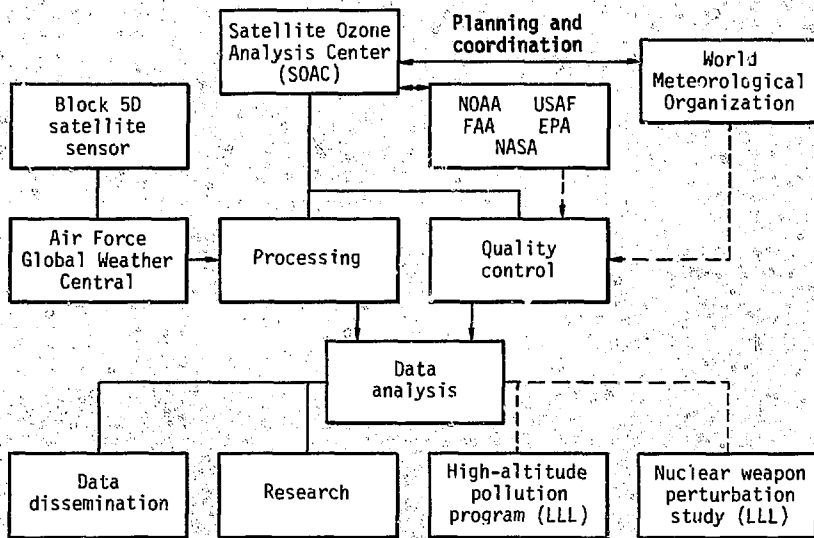 Satellite Ozone
Analysis Center
(SOAC)
Planning and
coordination
World
Meteorological
Organization
Block 5D
satellite
sensor
NOAA USAF
FAA EPA
NASA
Air Force
Global Weather
Central
Processing
Quality
control
Data
analysis
Data
dissemination
Research
High-altitude
pollution
program (LLL)
Nuclear weapon
perturbation
study (LLL)